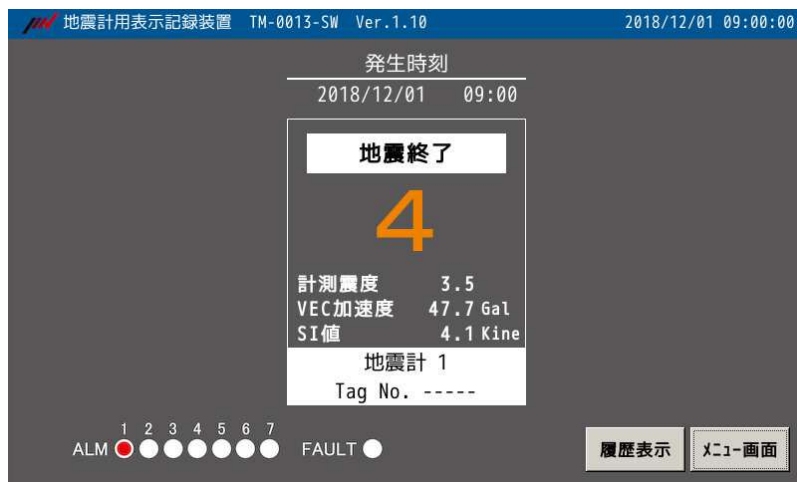 地震計用表示記録装置 TM-0013-SW Ver.1.10 2018/12/01 09:00:00
発生時刻
2018/12/01 09:00
地震終了
4
計測震度 3.5
VEC加速度 47.7 Gal
SI値 4.1 Kine
地震計 1
Tag No. -----
1 2 3 4 5 6 7
ALM FAULT
履歴表示 ﾒﾆｭｰ画面